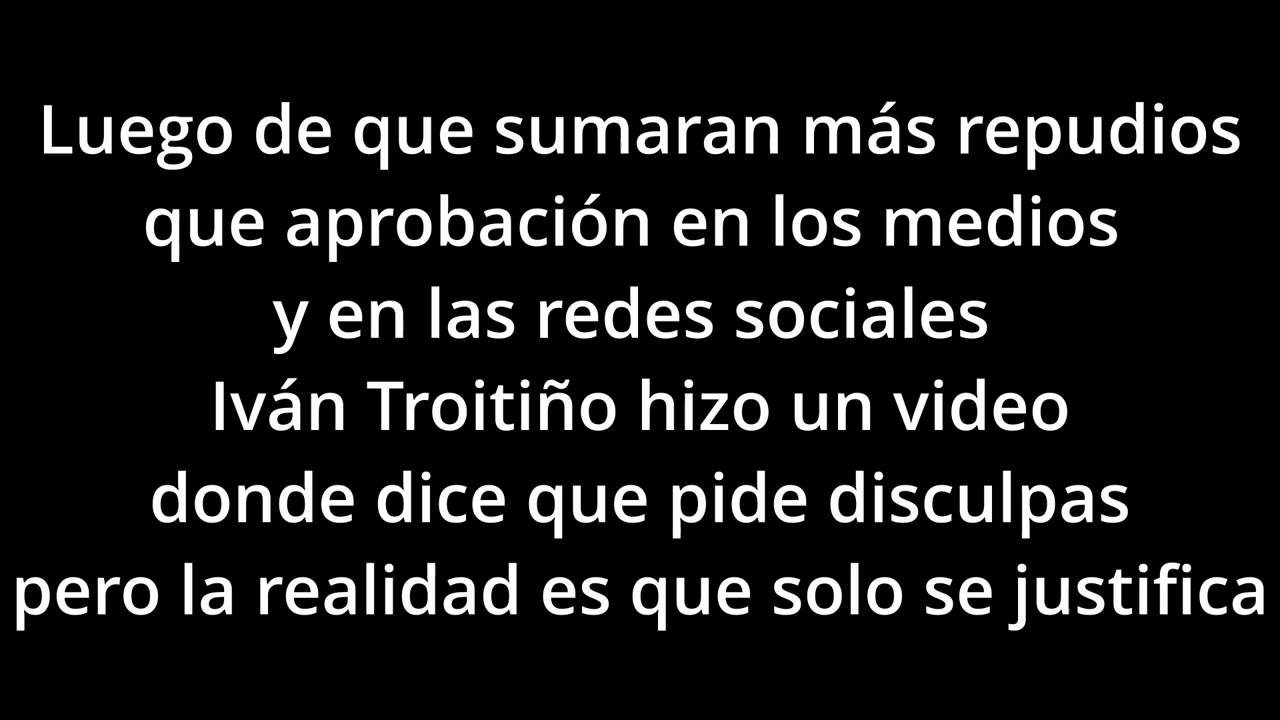 Luego de que sumaran más repudios
que aprobación en los medios
y en las redes sociales
Iván Troitiño hizo un video
donde dice que pide disculpas
pero la realidad es que solo se justifica